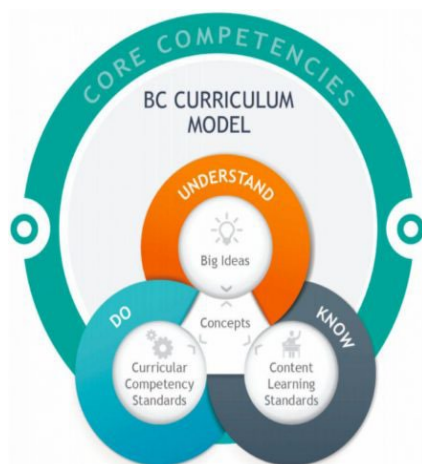 CORE COMPETENCIES
BC CURRICULUM
MODEL
UNDERSTAND
Big Ideas
DO
Concepts
KNOW
Curricular
Competency
Standards
Content
Learning
Standards